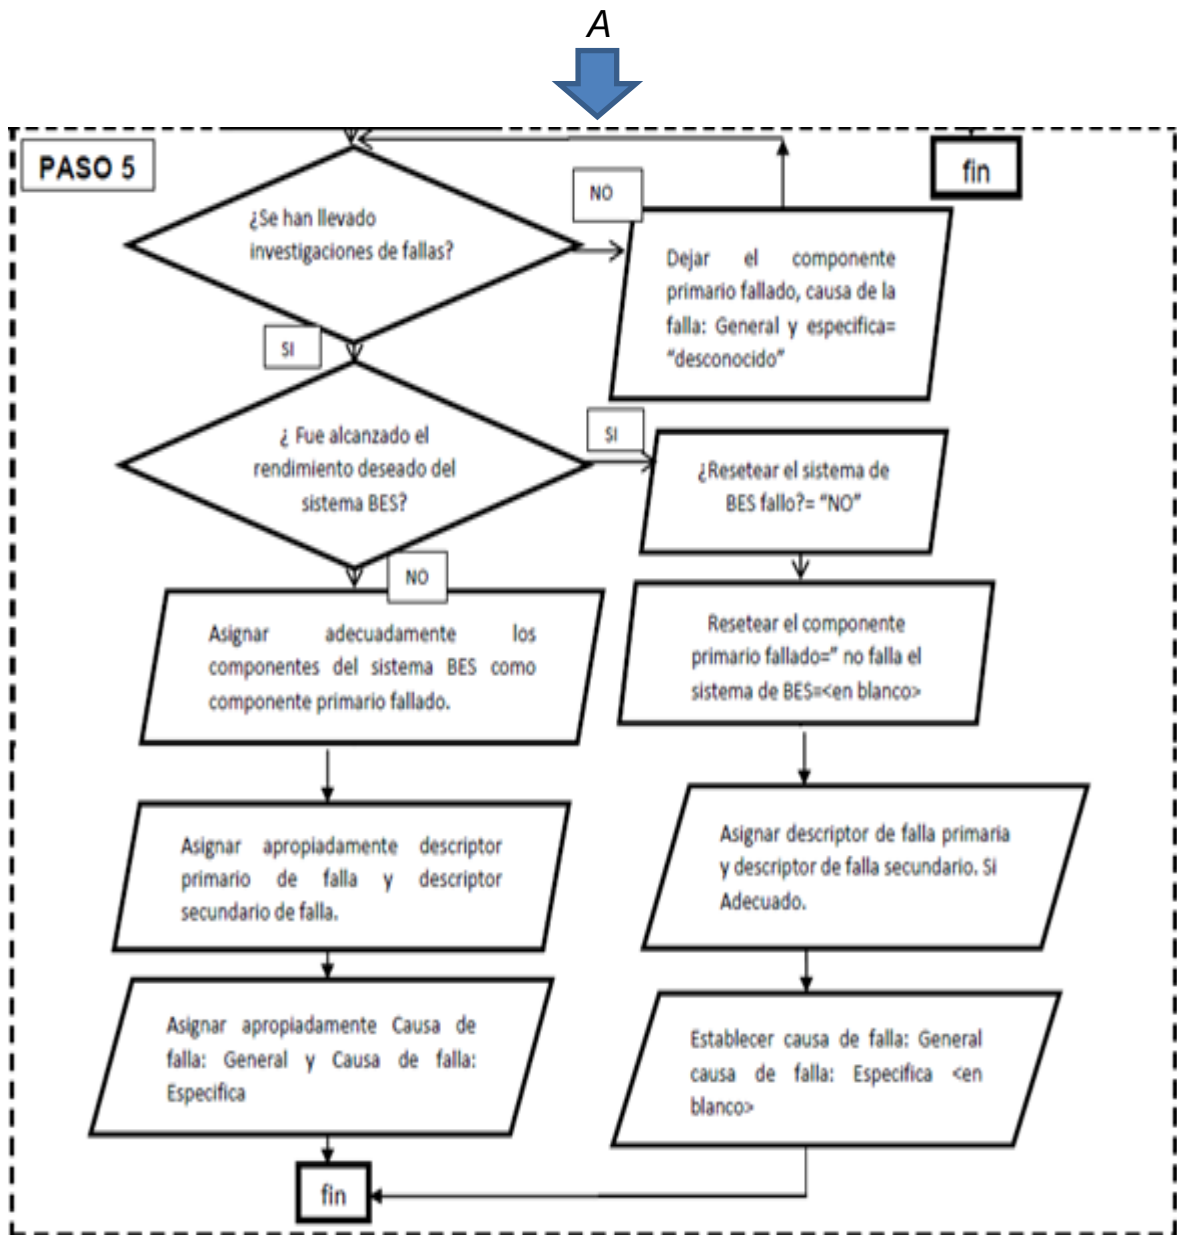 A
PASO 5
fin
¿Se han llevado
investigaciones de fallas?
NO
Dejar el componente
primario fallado, causa de la
falla: General y especifica=
“desconocido”
SI
¿ Fue alcanzado el
rendimiento deseado del
sistema BES?
SI
¿Resetear el sistema de
BES fallo?= “NO”
NO
Asignar adecuadamente los
componentes del sistema BES como
componente primario fallado.
Resetear el componente
primario fallado=” no falla el
sistema de BES=<en blanco>
Asignar apropiadamente descriptor
primario de falla y descriptor
secundario de falla.
Asignar descriptor de falla primaria
y descriptor de falla secundario. Si
Adecuado.
Asignar apropiadamente Causa de
falla: General y Causa de falla:
Especifica
Establecer causa de falla: General
causa de falla: Especifica <en
blanco>
fin